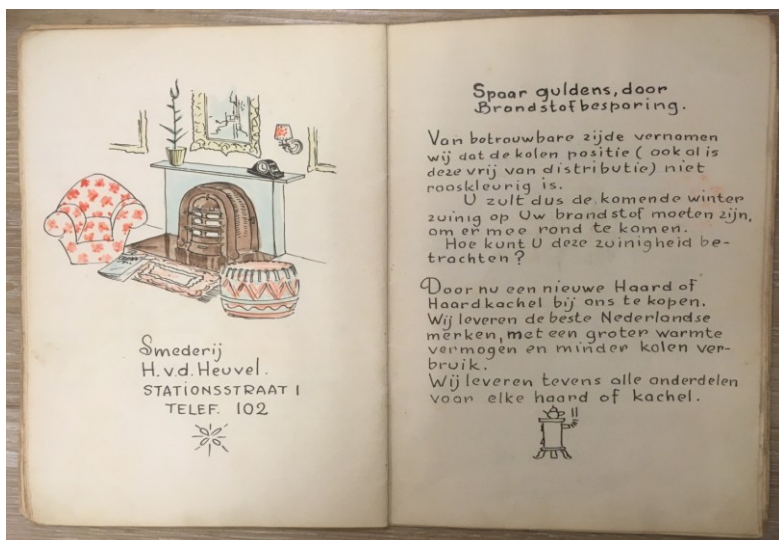 Smederij
H. v.d. Heuvel.
STATIONSSTRAAT 1
TELEF. 102
Spaar guldens, door
Brandstofbesparing.
Van betrouwbare zijde vernamen
wij dat de kolen positie ( ook al is
deze vrij van distributie) niet
rooskleurig is.
U zult dus de komende winter
zuinig op Uw brandstof moeten zijn,
om er mee rond te komen.
Hoe kunt U deze zuinigheid be-
trachten?
Door nu een nieuwe Haard of
Haardkachel bij ons te kopen.
Wij leveren de beste Nederlandse
merken, met een groter warmte
vermogen en minder kolen ver-
bruik.
Wij leveren tevens alle onderdelen
voor elke haard of kachel.